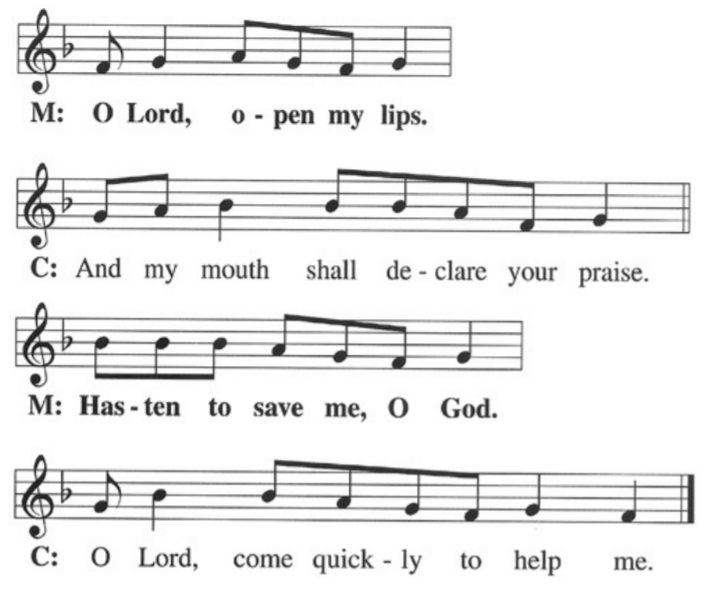 M: O Lord, o - pen my lips.
C: And my mouth shall de - clare your praise.
M: Has - ten to save me, O God.
C: O Lord, come quick - ly to help me.